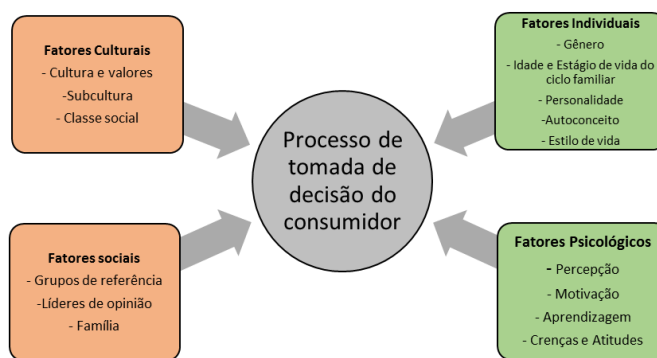 Fatores Culturais
- Cultura e valores
-Subcultura
- Classe social
Fatores Individuais
- Gênero
- Idade e Estágio de vida do
ciclo familiar
- Personalidade
-Autoconceito
- Estilo de vida
Processo de
tomada de
decisão do
consumidor
Fatores sociais
- Grupos de referência
-Líderes de opinião
- Família
Fatores Psicológicos
- Percepção
- Motivação
- Aprendizagem
- Crenças e Atitudes